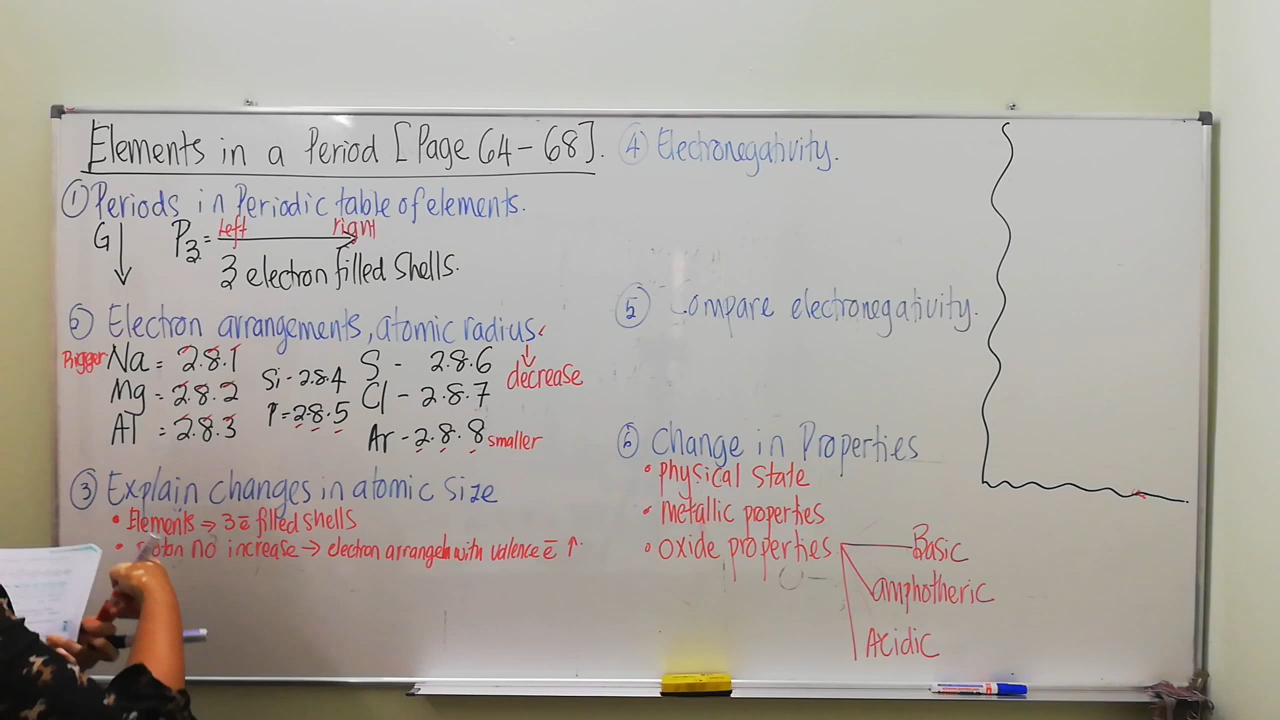 Elements in a Period [Page 64 - 68].
① Periods in Periodic table of elements.
G P3 = left right
3 electron filled shells.
② Electron arrangements, atomic radius
decrease
Bigger Na = 2.8.1
Mg = 2.8.2
Al = 2.8.3
Si - 2.8.4
P = 2.8.5
S - 2.8.6
Cl - 2.8.7
Ar - 2.8.8 smaller
③ Explain changes in atomic size
• Elements ⇒ 3 e̅ filled shells
• no increase → electron arrangeh with valence e̅ ↑.
④ Electronegativity.
⑤ Compare electronegativity.
⑥ Change in Properties
• physical state
• metallic properties
• oxide properties
Basic
amphotheric
Acidic